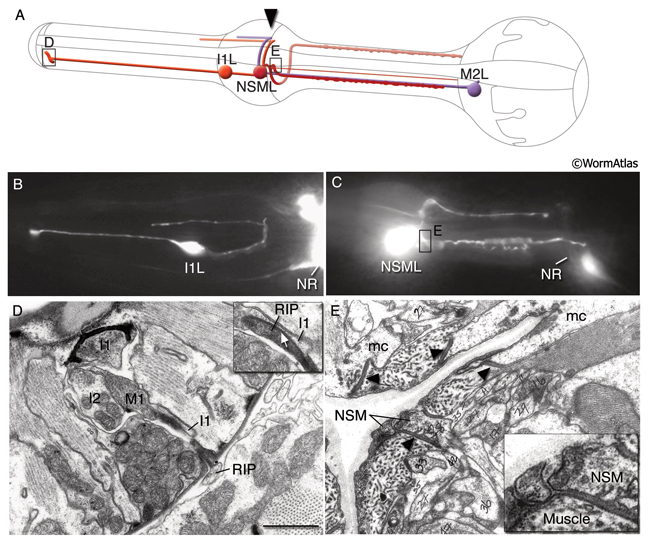 A
D
I1L
NSML
E
M2L
©WormAtlas
B
I1L
NR
C
E
NSML
NR
D
I1
I2
M1
I1
RIP
RIP
I1
E
mc
mc
NSM
NSM
Muscle